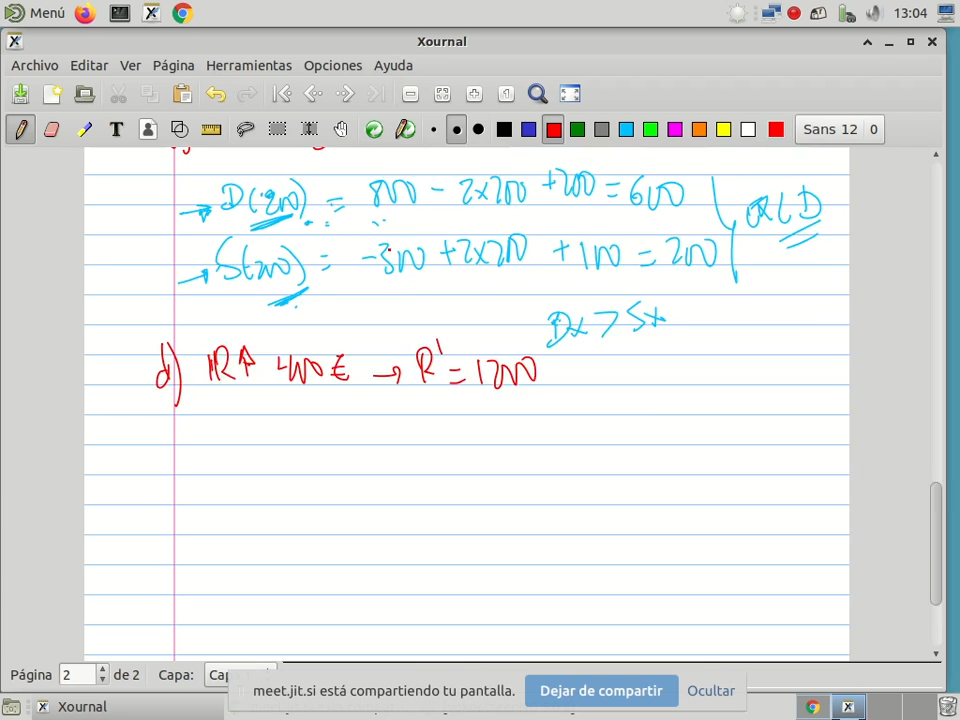 Menú 13:04
Xournal
Archivo Editar Ver Página Herramientas Opciones Ayuda
Sans 12 0
→ D(200) = 800 - 2x200 +200 = 600
→ S(200) = -300 +2x200 +100 = 200
Dx > Sx
d) R↑ 400€ → R' = 1200
Página 2 de 2 Capa:
meet.jit.si está compartiendo tu pantalla. Dejar de compartir Ocultar
Xournal